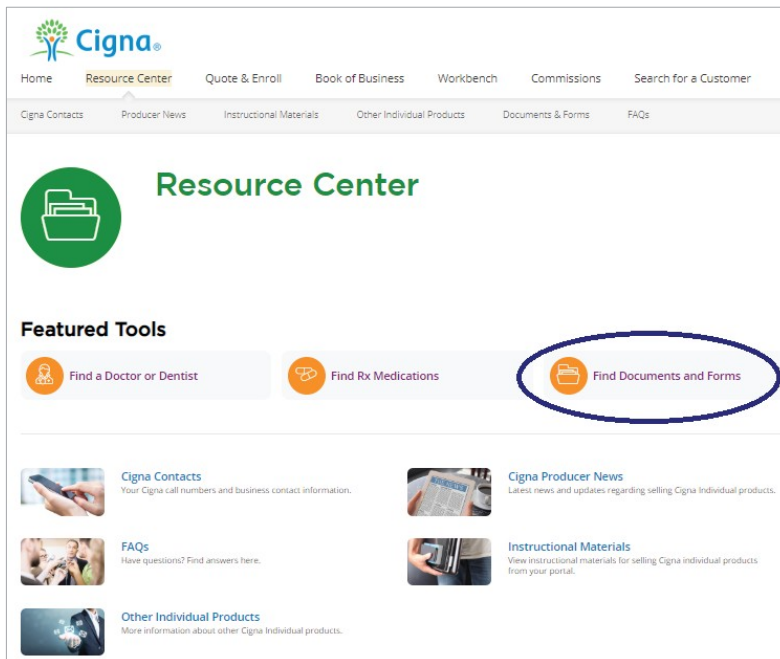 Cigna®
Home Resource Center Quote & Enroll Book of Business Workbench Commissions Search for a Customer
Cigna Contacts Producer News Instructional Materials Other Individual Products Documents & Forms FAQs
Resource Center
Featured Tools
Find a Doctor or Dentist Find Rx Medications Find Documents and Forms
Cigna Contacts
Your Cigna call numbers and business contact information.
Cigna Producer News
Latest news and updates regarding selling Cigna Individual products.
FAQs
Have questions? Find answers here.
Instructional Materials
View instructional materials for selling Cigna individual products
from your portal.
Other Individual Products
More information about other Cigna Individual products.